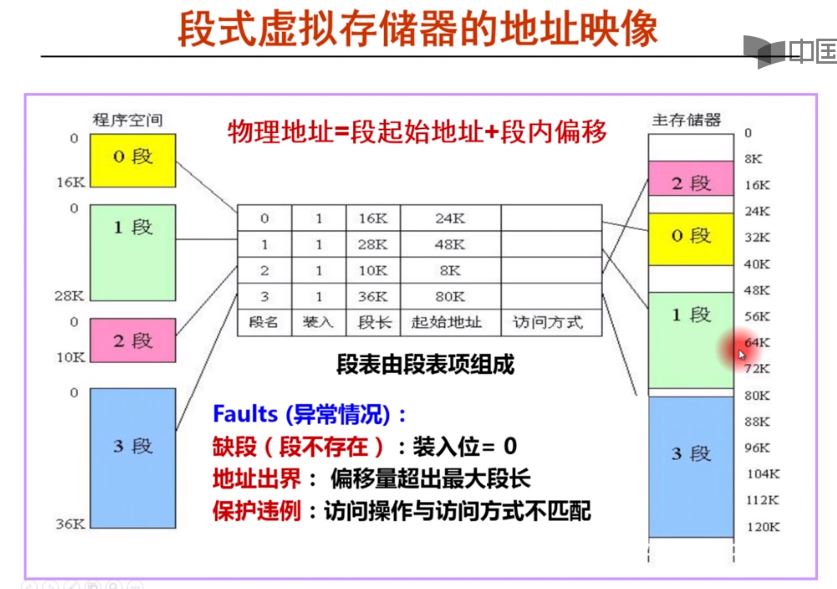 段式虚拟存储器的地址映像
中国
程序空间
物理地址=段起始地址+段内偏移
主存储器
0
0 段
16K
0
1 段
28K
0
2 段
10K
0
3 段
36K
0 1 16K 24K
1 1 28K 48K
2 1 10K 8K
3 1 36K 80K
段名 装入 段长 起始地址 访问方式
段表由段表项组成
Faults (异常情况)：
缺段（段不存在）：装入位= 0
地址出界： 偏移量超出最大段长
保护违例：访问操作与访问方式不匹配
0
8K
2 段
16K
24K
0 段
32K
40K
48K
1 段
56K
64K
72K
80K
88K
3 段
96K
104K
112K
120K